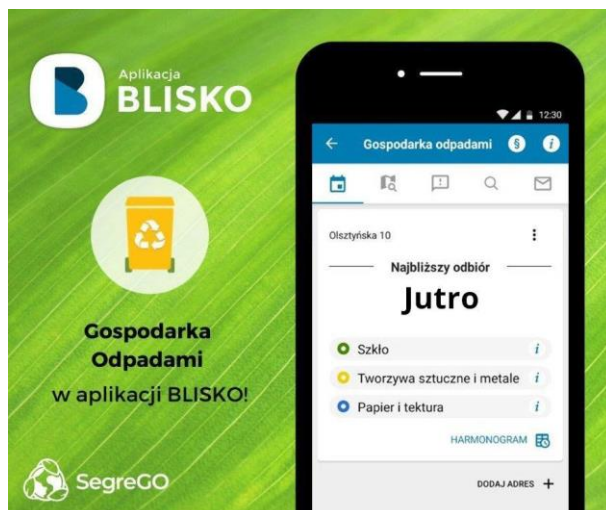 Aplikacja
BLISKO
Gospodarka
Odpadami
w aplikacji BLISKO!
SegreGO
12:30
Gospodarka odpadami § i
Olsztyńska 10
Najbliższy odbiór
Jutro
Szkło i
Tworzywa sztuczne i metale i
Papier i tektura i
HARMONOGRAM
DODAJ ADRES +